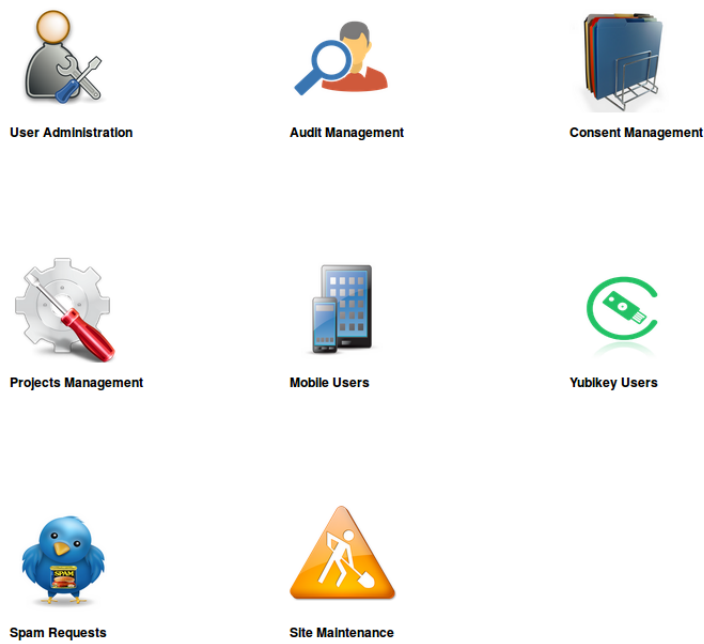 User Administration
Audit Management
Consent Management
Projects Management
Mobile Users
Yubikey Users
SPAM
Spam Requests
Site Maintenance